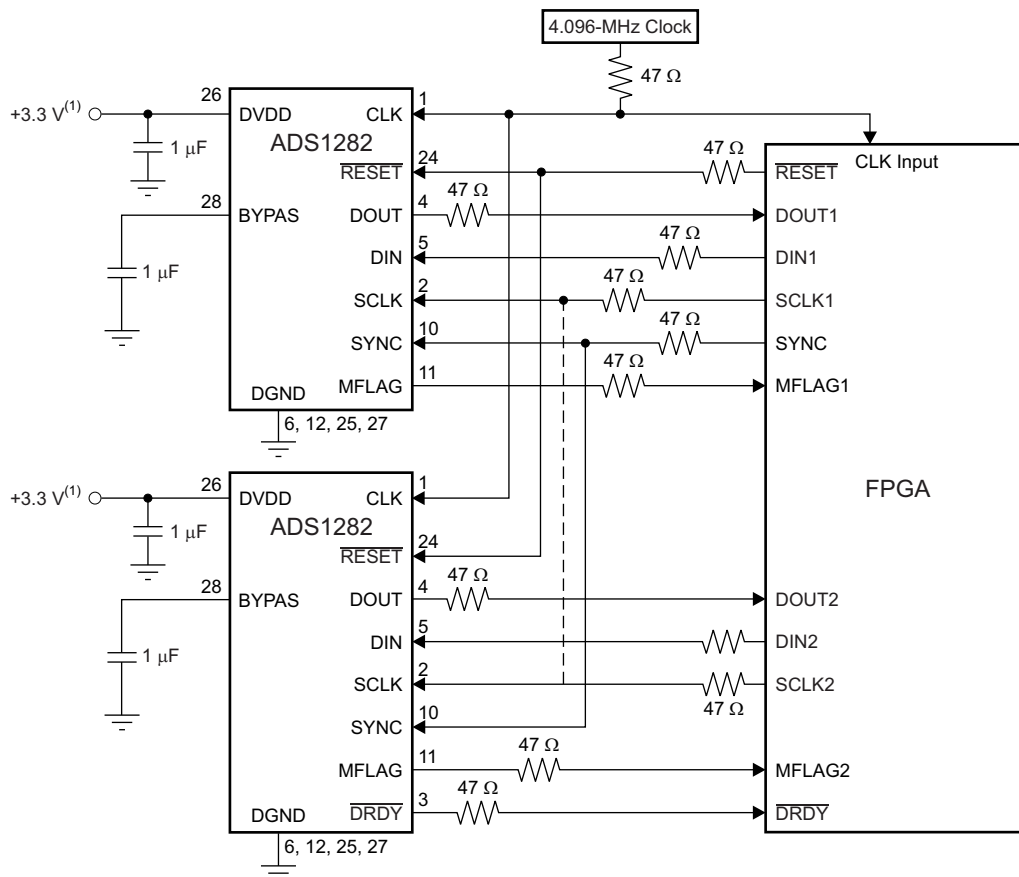 4.096-MHz Clock
47 Ω
+3.3 V(1)
26
DVDD
CLK
1
ADS1282
CLK Input
1 μF
RESET
24
47 Ω
RESET
28
BYPAS
DOUT
4
47 Ω
DOUT1
DIN
5
47 Ω
DIN1
1 μF
SCLK
2
47 Ω
SCLK1
SYNC
10
47 Ω
SYNC
MFLAG
11
47 Ω
MFLAG1
DGND
6, 12, 25, 27
FPGA
+3.3 V(1)
26
DVDD
CLK
1
ADS1282
1 μF
RESET
24
28
BYPAS
DOUT
4
47 Ω
DOUT2
DIN
5
DIN2
1 μF
SCLK
2
47 Ω
SCLK2
SYNC
10
MFLAG
11
47 Ω
MFLAG2
DRDY
3
47 Ω
DRDY
DGND
6, 12, 25, 27